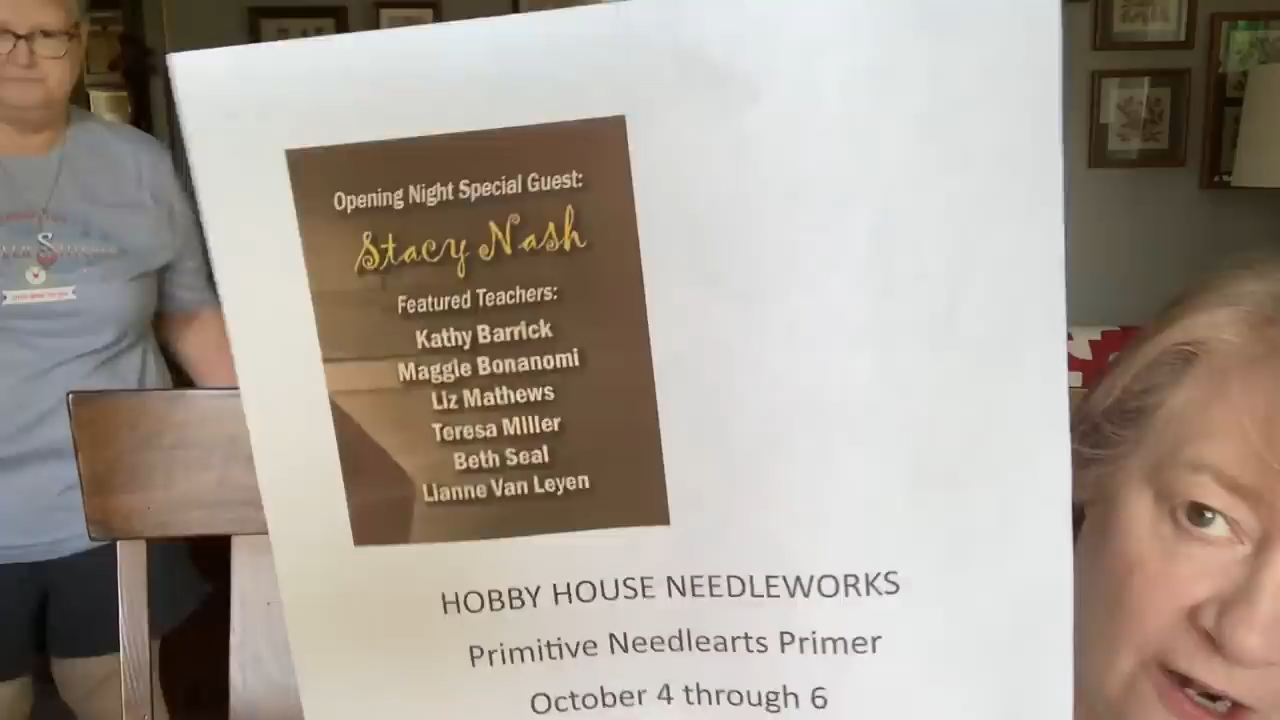 Opening Night Special Guest:
Stacy Nash
Featured Teachers:
Kathy Barrick
Maggie Bonanomi
Liz Mathews
Teresa Miller
Beth Seal
Lianne Van Leyen
HOBBY HOUSE NEEDLEWORKS
Primitive Needlearts Primer
October 4 through 6